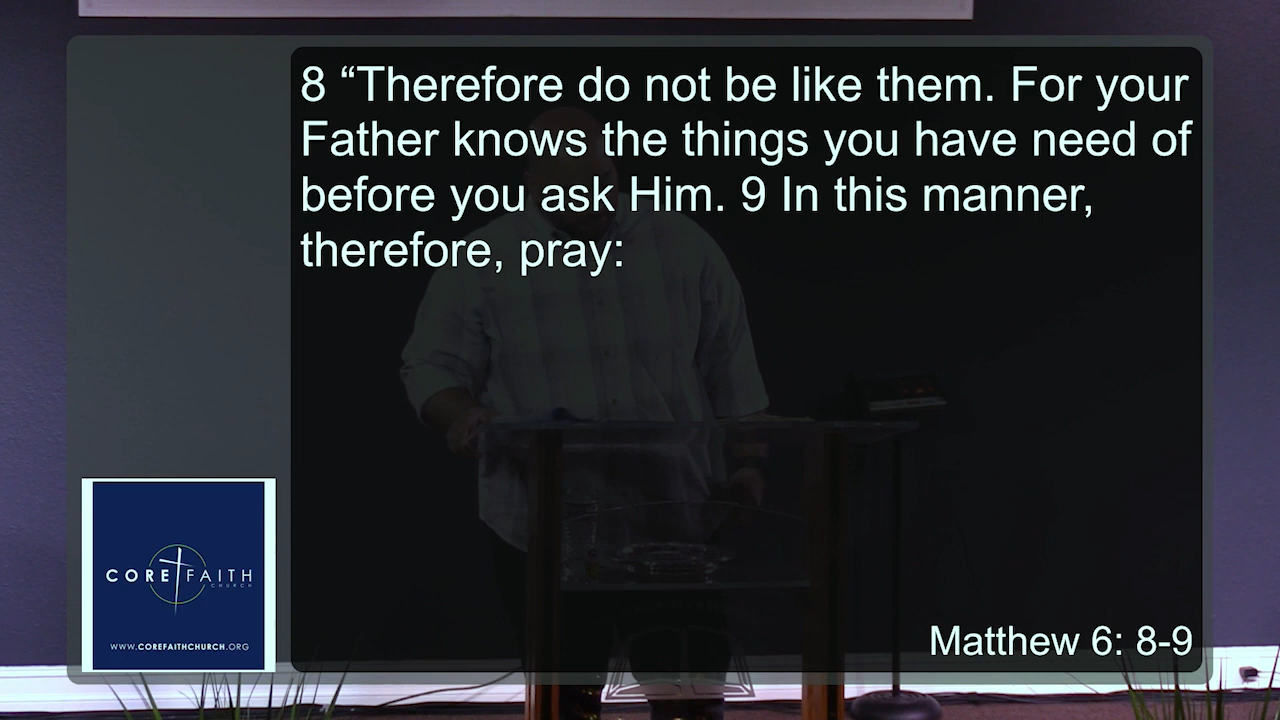 8 “Therefore do not be like them. For your
Father knows the things you have need of
before you ask Him. 9 In this manner,
therefore, pray:
Matthew 6: 8-9
CORE FAITH
CHURCH
WWW.COREFAITHCHURCH.ORG